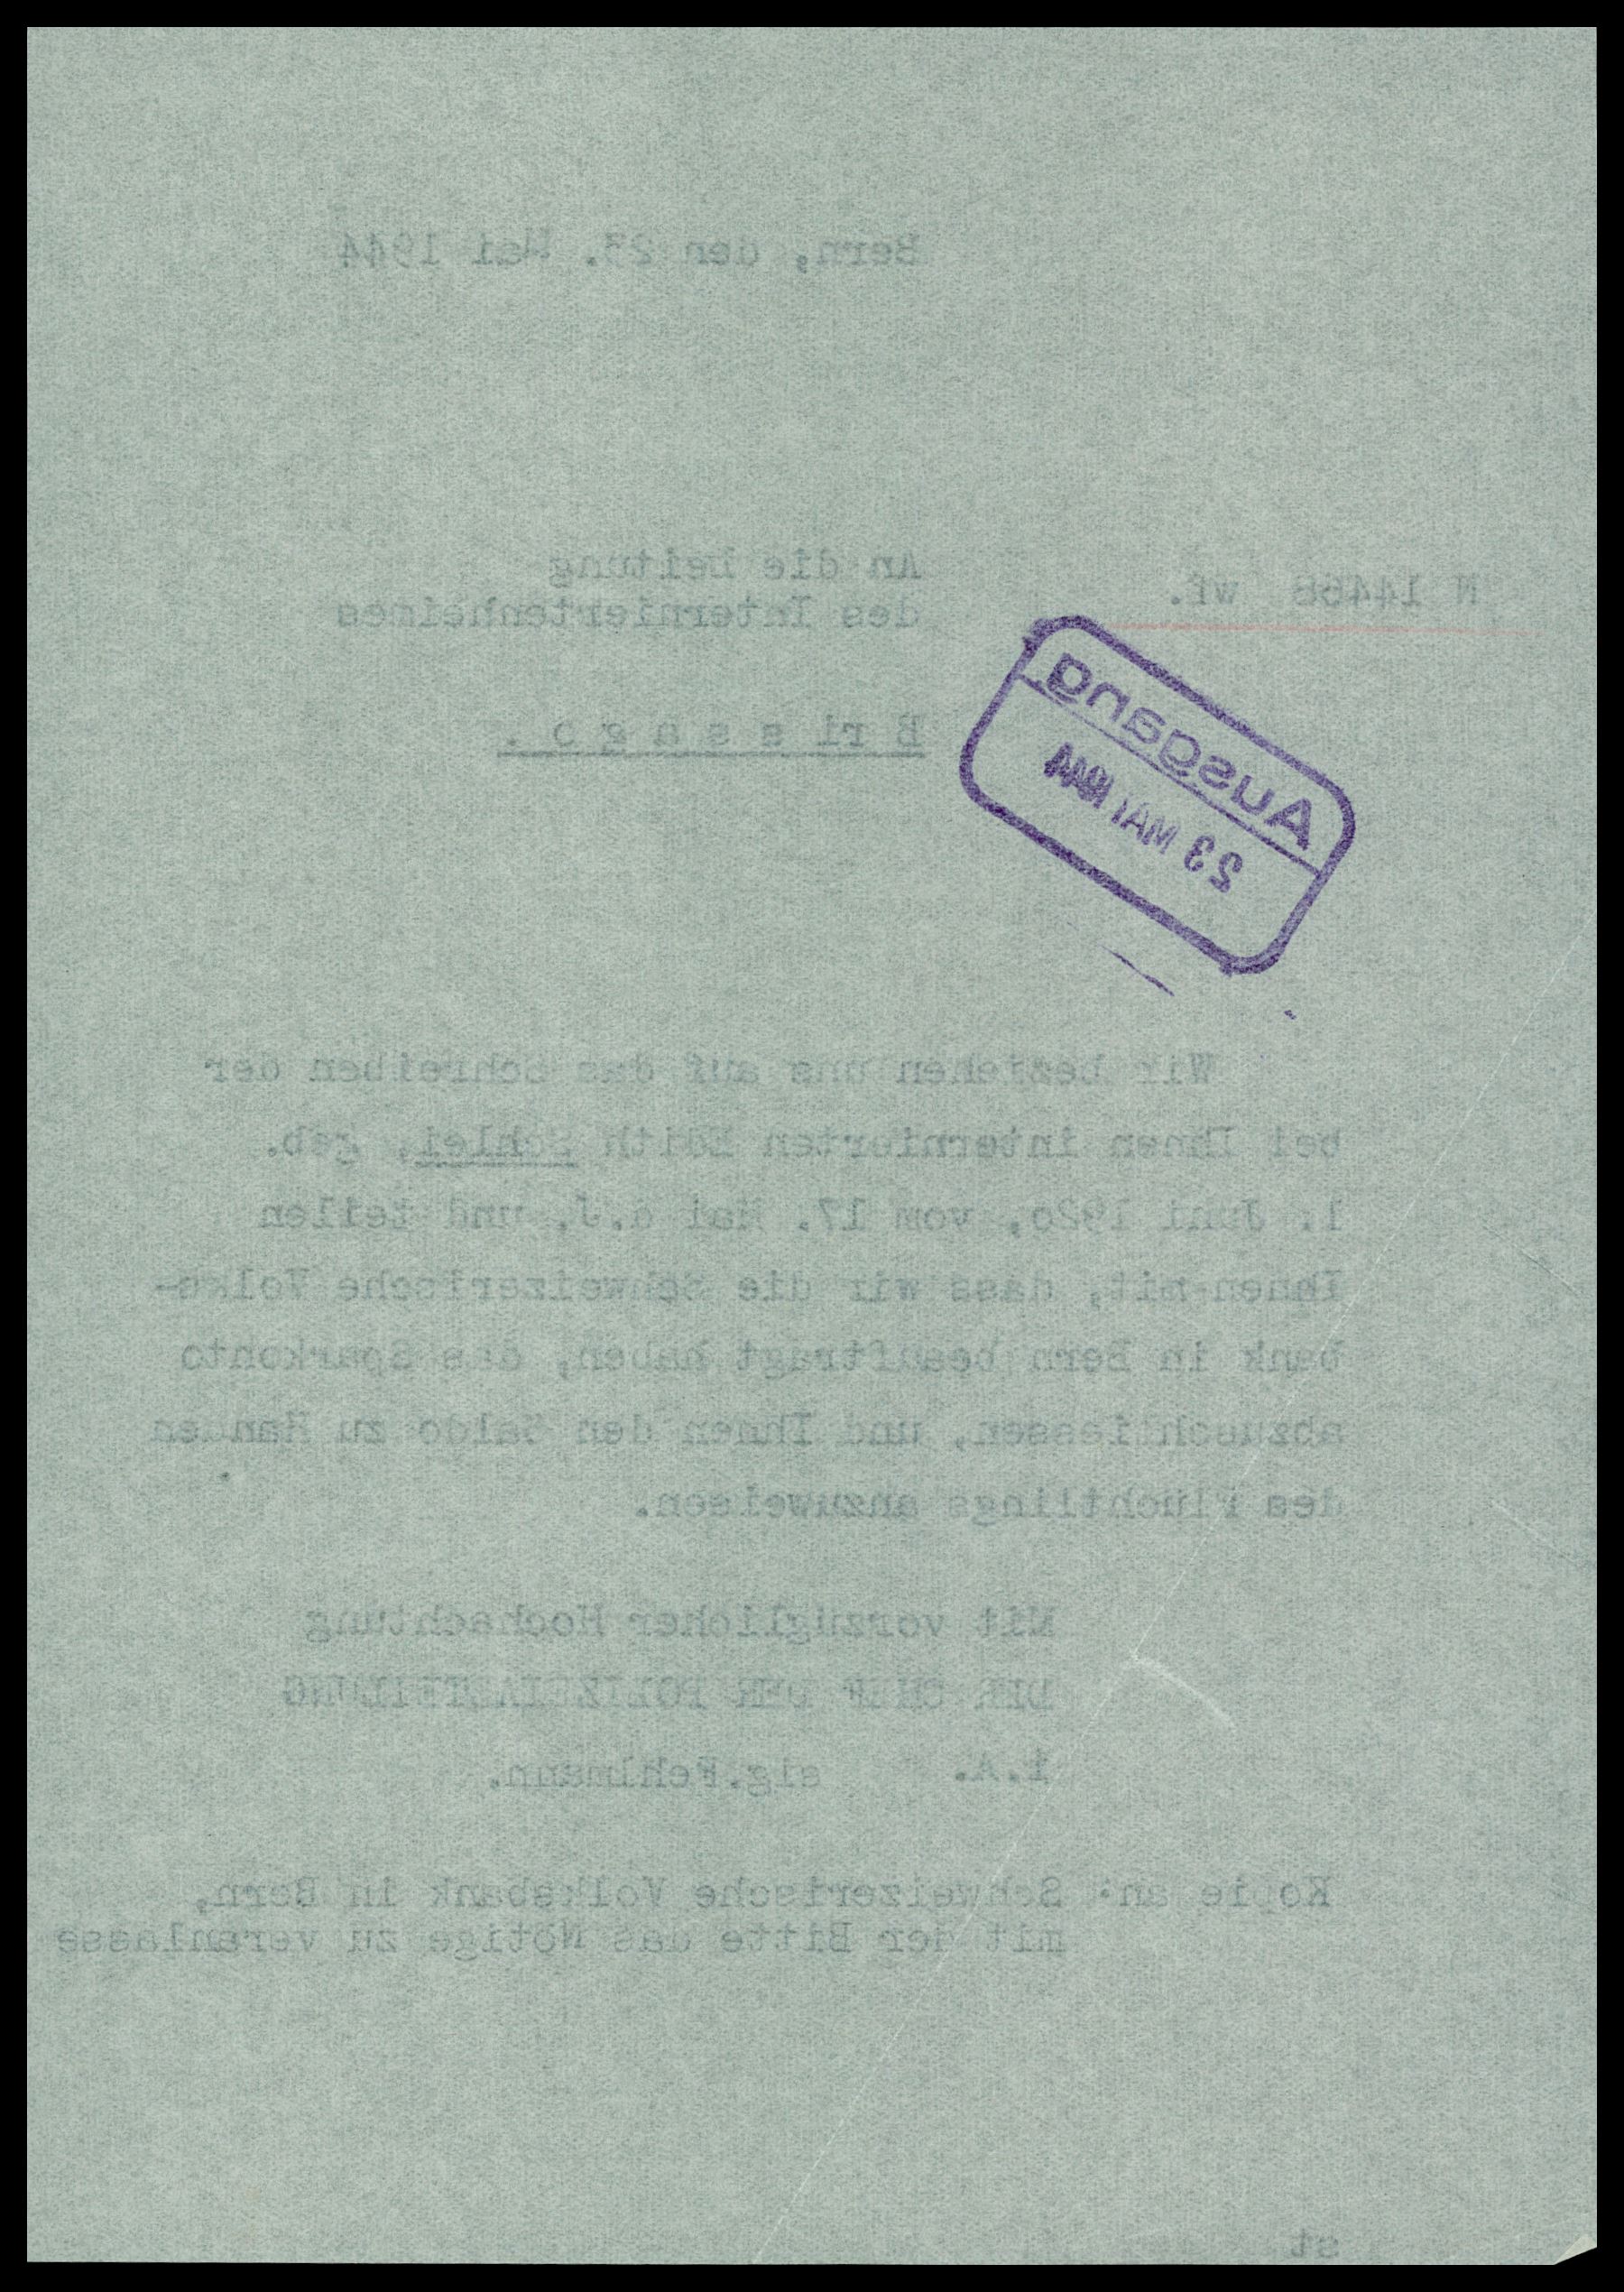 Bern, den 23. Mai 1944
N 14458 wf.
An die Leitung
des Interniertenheimes
B r i s s a g o .
Ausgang
23 MAI 1944
Wir beziehen uns auf das Schreiben der
bei Ihnen internierten Edith Schlei, geb.
1. Juni 1920, vom 17. Mai d.J. und teilen
Ihnen mit, dass wir die Schweizerische Volks-
bank in Bern beauftragt haben, das Sparkonto
abzuschliessen, und Ihnen den Saldo zu Handen
des Flüchtlings anzuweisen.
Mit vorzüglicher Hochachtung
DER CHEF DER POLIZEIABTEILUNG
i.A. sig.Fehlmann.
Kopie an: Schweizerische Volksbank in Bern,
mit der Bitte das Nötige zu veranlasse
st